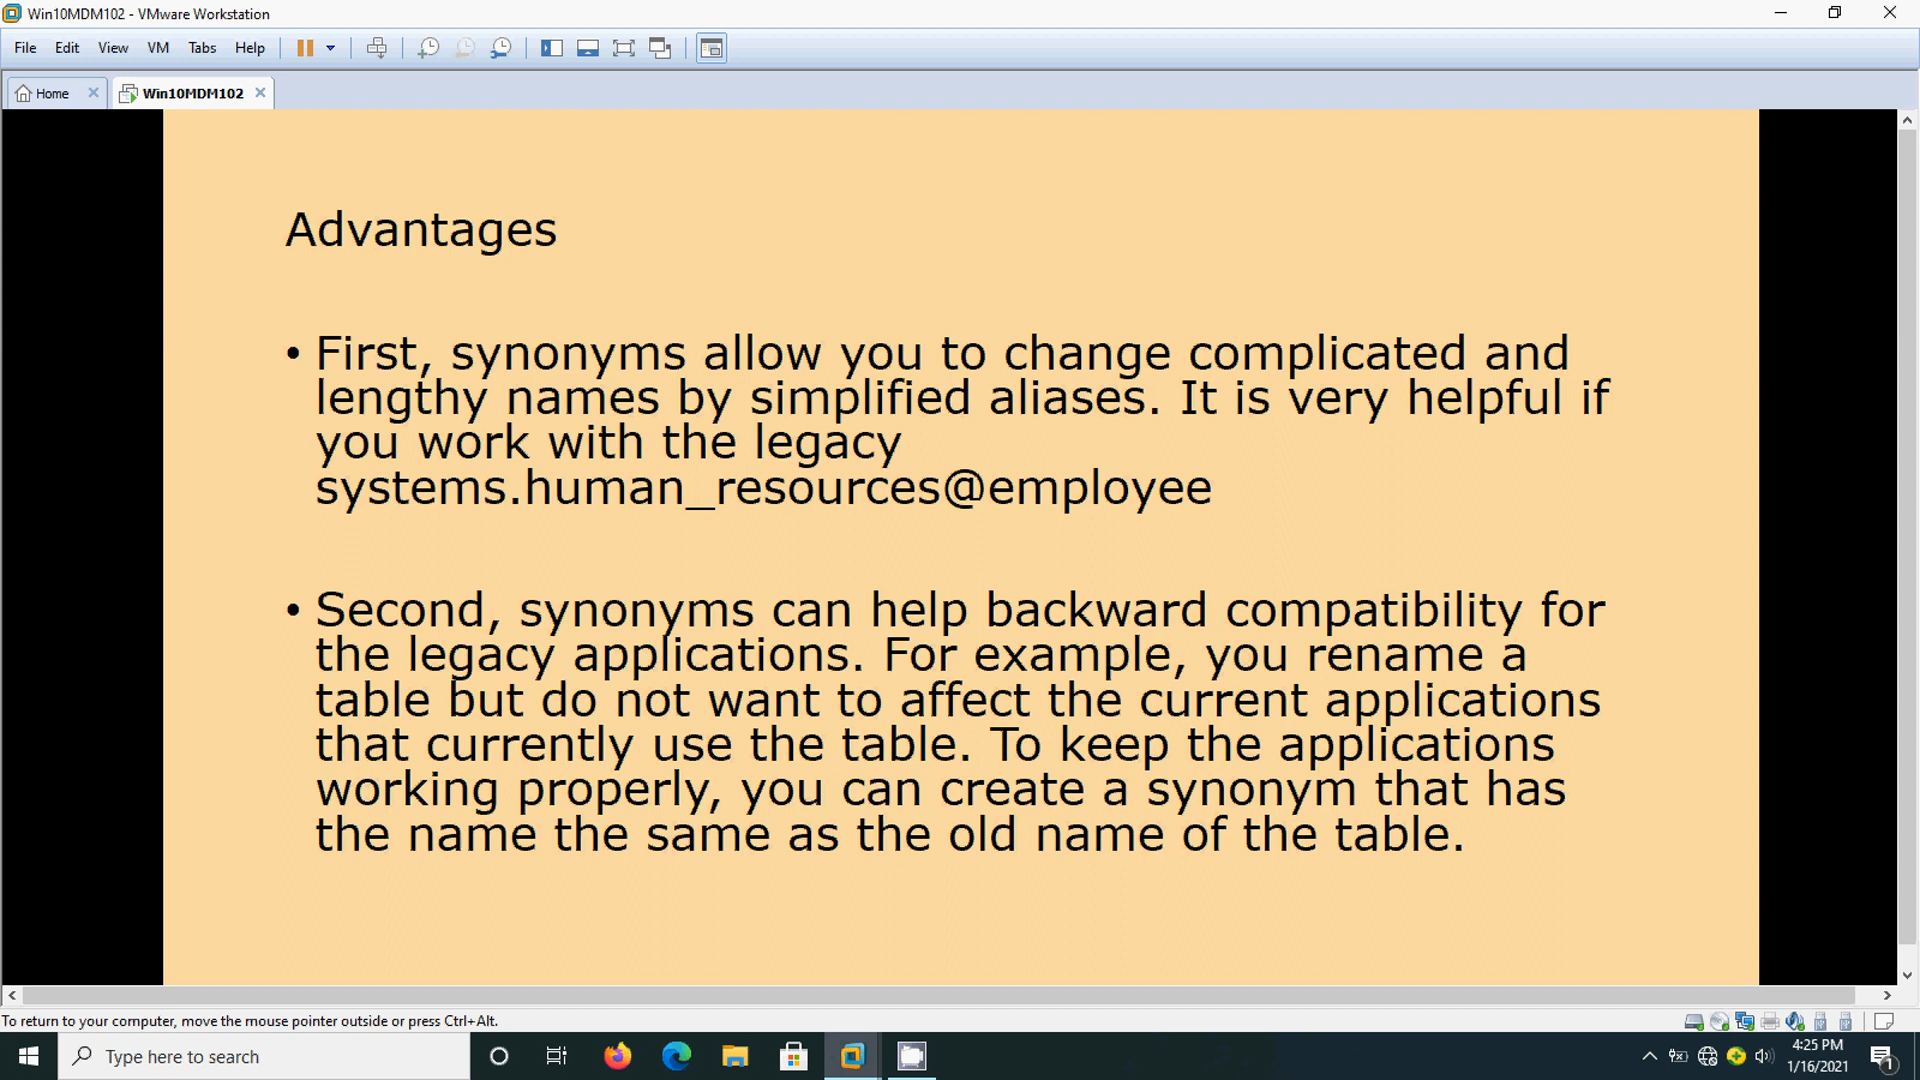 Win10MDM102 - VMware Workstation
File Edit View VM Tabs Help
Home Win10MDM102
Advantages
• First, synonyms allow you to change complicated and
lengthy names by simplified aliases. It is very helpful if
you work with the legacy
systems.human_resources@employee
• Second, synonyms can help backward compatibility for
the legacy applications. For example, you rename a
table but do not want to affect the current applications
that currently use the table. To keep the applications
working properly, you can create a synonym that has
the name the same as the old name of the table.
To return to your computer, move the mouse pointer outside or press Ctrl+Alt.
Type here to search
4:25 PM
1/16/2021
1